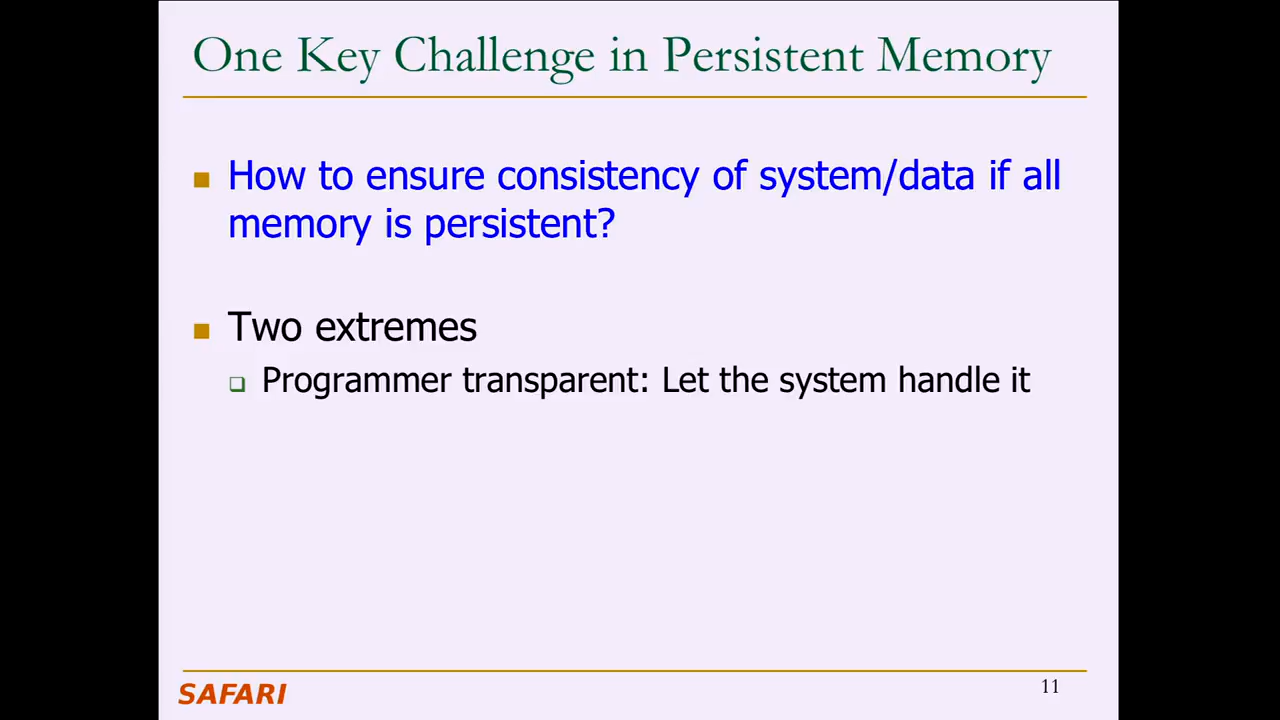 One Key Challenge in Persistent Memory
How to ensure consistency of system/data if all
memory is persistent?
Two extremes
Programmer transparent: Let the system handle it
SAFARI
11